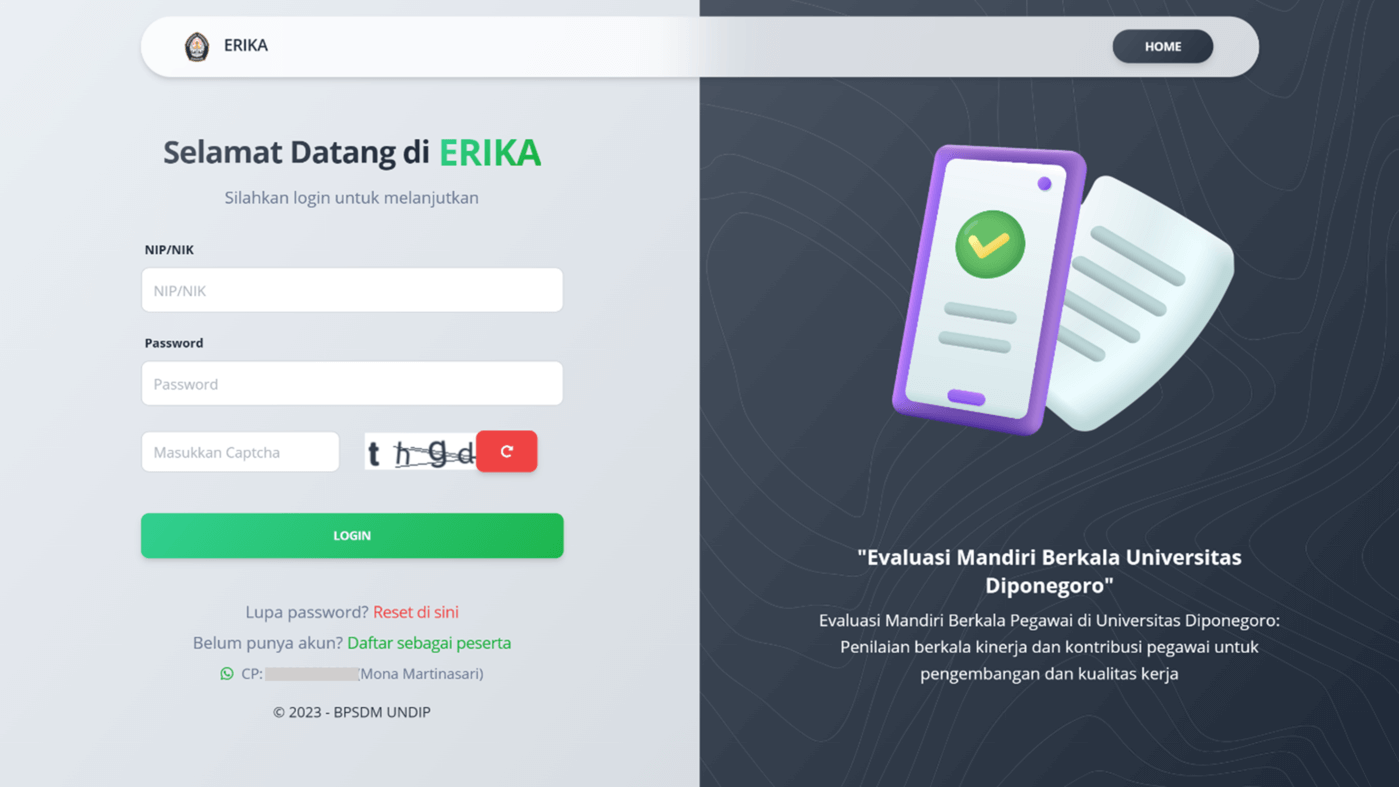 ERIKA
HOME
Selamat Datang di ERIKA
Silahkan login untuk melanjutkan
NIP/NIK
NIP/NIK
Password
Password
Masukkan Captcha
t h g d
LOGIN
Lupa password? Reset di sini
Belum punya akun? Daftar sebagai peserta
CP: (Mona Martinasari)
© 2023 - BPSDM UNDIP
"Evaluasi Mandiri Berkala Universitas
Diponegoro"
Evaluasi Mandiri Berkala Pegawai di Universitas Diponegoro:
Penilaian berkala kinerja dan kontribusi pegawai untuk
pengembangan dan kualitas kerja